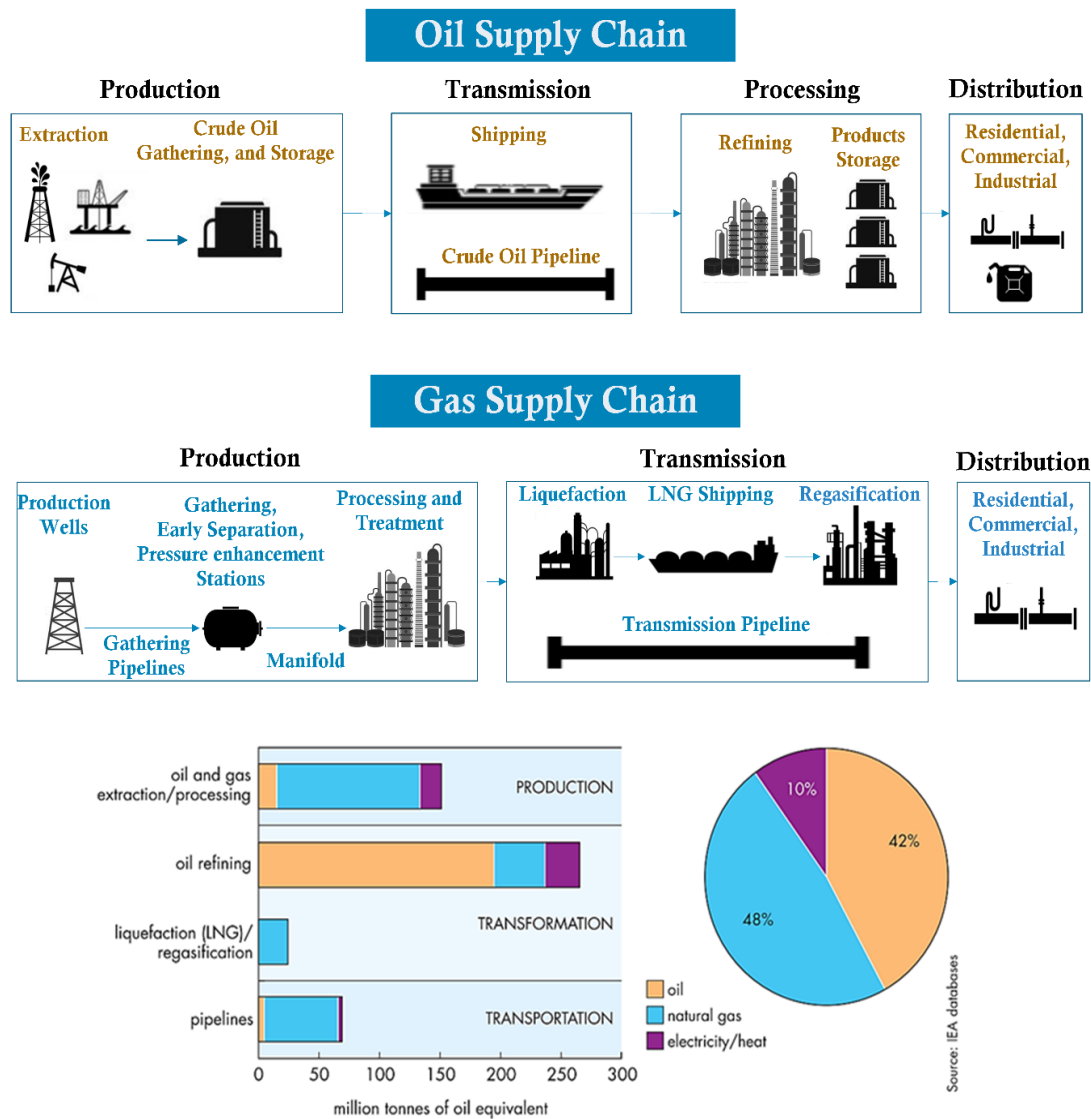 Oil Supply Chain
Production
Transmission
Processing
Distribution
Extraction
Crude Oil
Gathering, and Storage
Shipping
Crude Oil Pipeline
Refining
Products
Storage
Residential,
Commercial,
Industrial
Gas Supply Chain
Production
Transmission
Distribution
Production
Wells
Gathering,
Early Separation,
Pressure enhancement
Stations
Processing and
Treatment
Gathering
Pipelines
Manifold
Liquefaction
LNG Shipping
Regasification
Transmission Pipeline
Residential,
Commercial,
Industrial
oil and gas
extraction/processing
PRODUCTION
oil refining
liquefaction (LNG)/
regasification
TRANSFORMATION
pipelines
TRANSPORTATION
0 50 100 150 200 250 300
million tonnes of oil equivalent
10%
42%
48%
oil
natural gas
electricity/heat
Source: IEA databases